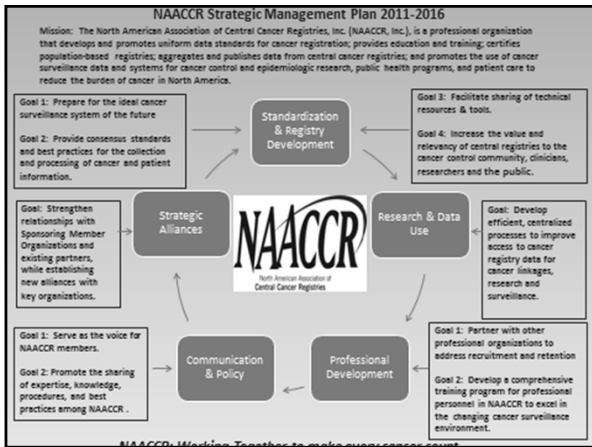 NAACCR Strategic Management Plan 2011-2016
Mission: The North American Association of Central Cancer Registries, Inc. (NAACCR, Inc.), is a professional organization
that develops and promotes uniform data standards for cancer registration; provides education and training; certifies
population-based registries; aggregates and publishes data from central cancer registries; and promotes the use of cancer
surveillance data and systems for cancer control and epidemiologic research, public health programs, and patient care to
reduce the burden of cancer in North America.
Goal 1: Prepare for the ideal cancer
surveillance system of the future
Goal 2: Provide consensus standards
and best practices for the collection
and processing of cancer and patient
information.
Standardization
& Registry
Development
Goal 3: Facilitate sharing of technical
resources & tools.
Goal 4: Increase the value and
relevancy of central registries to the
cancer control community, clinicians,
researchers and the public.
Goal: Strengthen
relationships with
Sponsoring Member
Organizations and
existing partners,
while establishing
new alliances with
key organizations.
Strategic
Alliances
NAACCR
North American Association of
Central Cancer Registries
Research & Data
Use
Goal: Develop
efficient, centralized
processes to improve
access to cancer
registry data for
cancer linkages,
research and
surveillance.
Goal 1: Serve as the voice for
NAACCR members.
Goal 2: Promote the sharing
of expertise, knowledge,
procedures, and best
practices among NAACCR .
Communication
& Policy
Professional
Development
Goal 1: Partner with other
professional organizations to
address recruitment and retention
Goal 2: Develop a comprehensive
training program for professional
personnel in NAACCR to excel in
the changing cancer surveillance
environment.
NAACCR: Working Together to make every cancer count